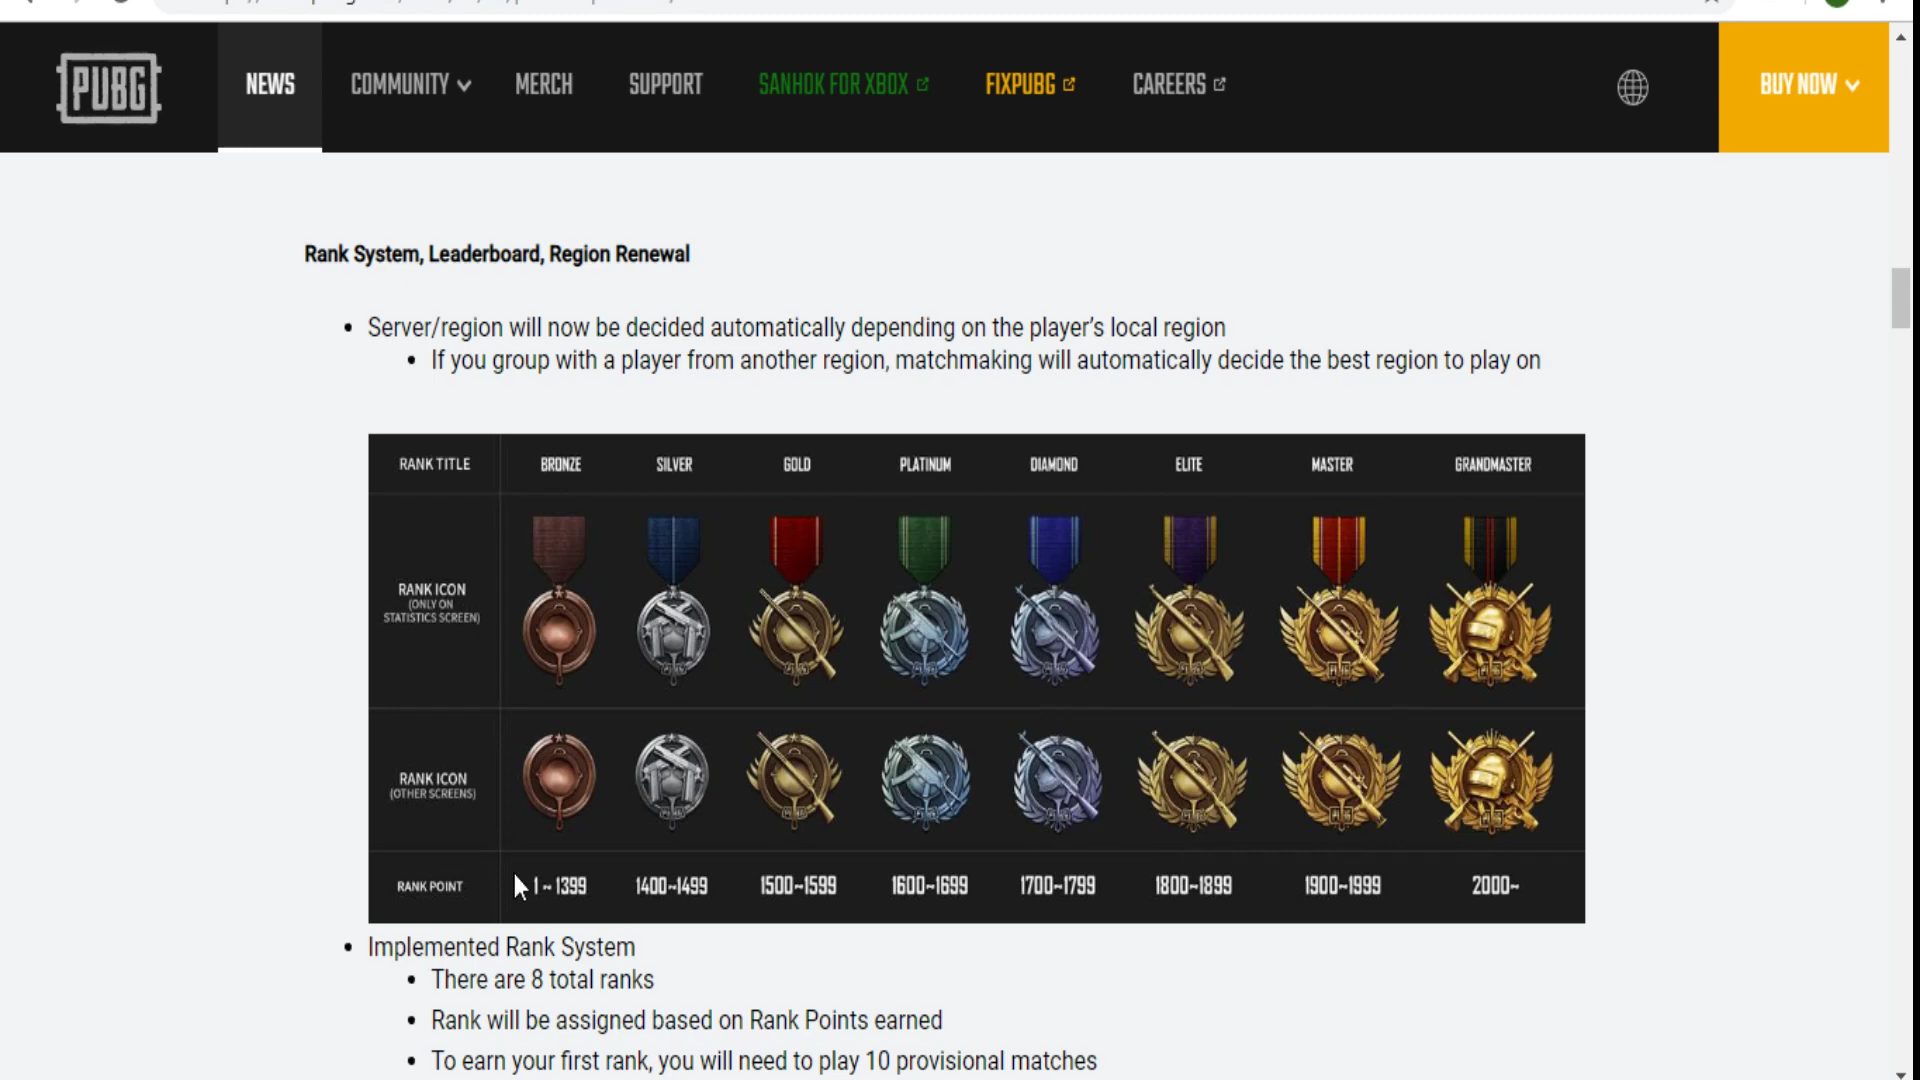 PUBG
NEWS
COMMUNITY
MERCH
SUPPORT
SANHOK FOR XBOX
FIXPUBG
CAREERS
BUY NOW
Rank System, Leaderboard, Region Renewal
• Server/region will now be decided automatically depending on the player's local region
• If you group with a player from another region, matchmaking will automatically decide the best region to play on
RANK TITLE BRONZE SILVER GOLD PLATINUM DIAMOND ELITE MASTER GRANDMASTER
RANK ICON
(ONLY ON
STATISTICS SCREEN)
RANK ICON
(OTHER SCREENS)
RANK POINT 1 ~ 1399 1400~1499 1500~1599 1600~1699 1700~1799 1800~1899 1900~1999 2000~
• Implemented Rank System
• There are 8 total ranks
• Rank will be assigned based on Rank Points earned
• To earn your first rank, you will need to play 10 provisional matches